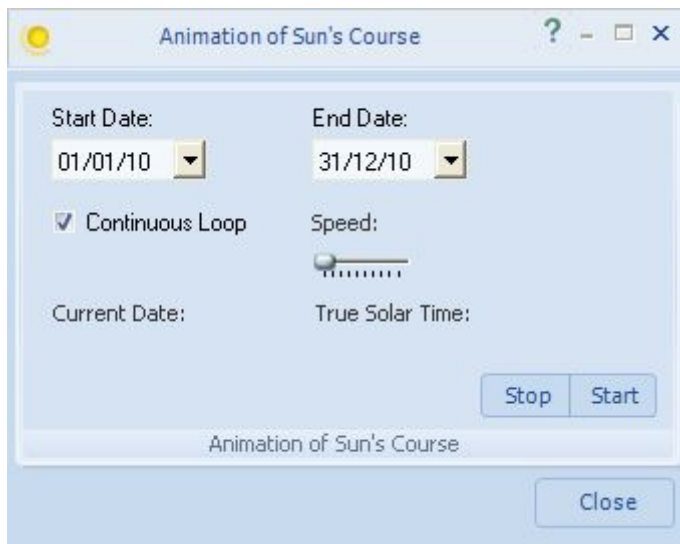 Animation of Sun's Course ?
Start Date: End Date:
01/01/10 31/12/10
Continuous Loop Speed:
Current Date: True Solar Time:
Stop Start
Animation of Sun's Course
Close